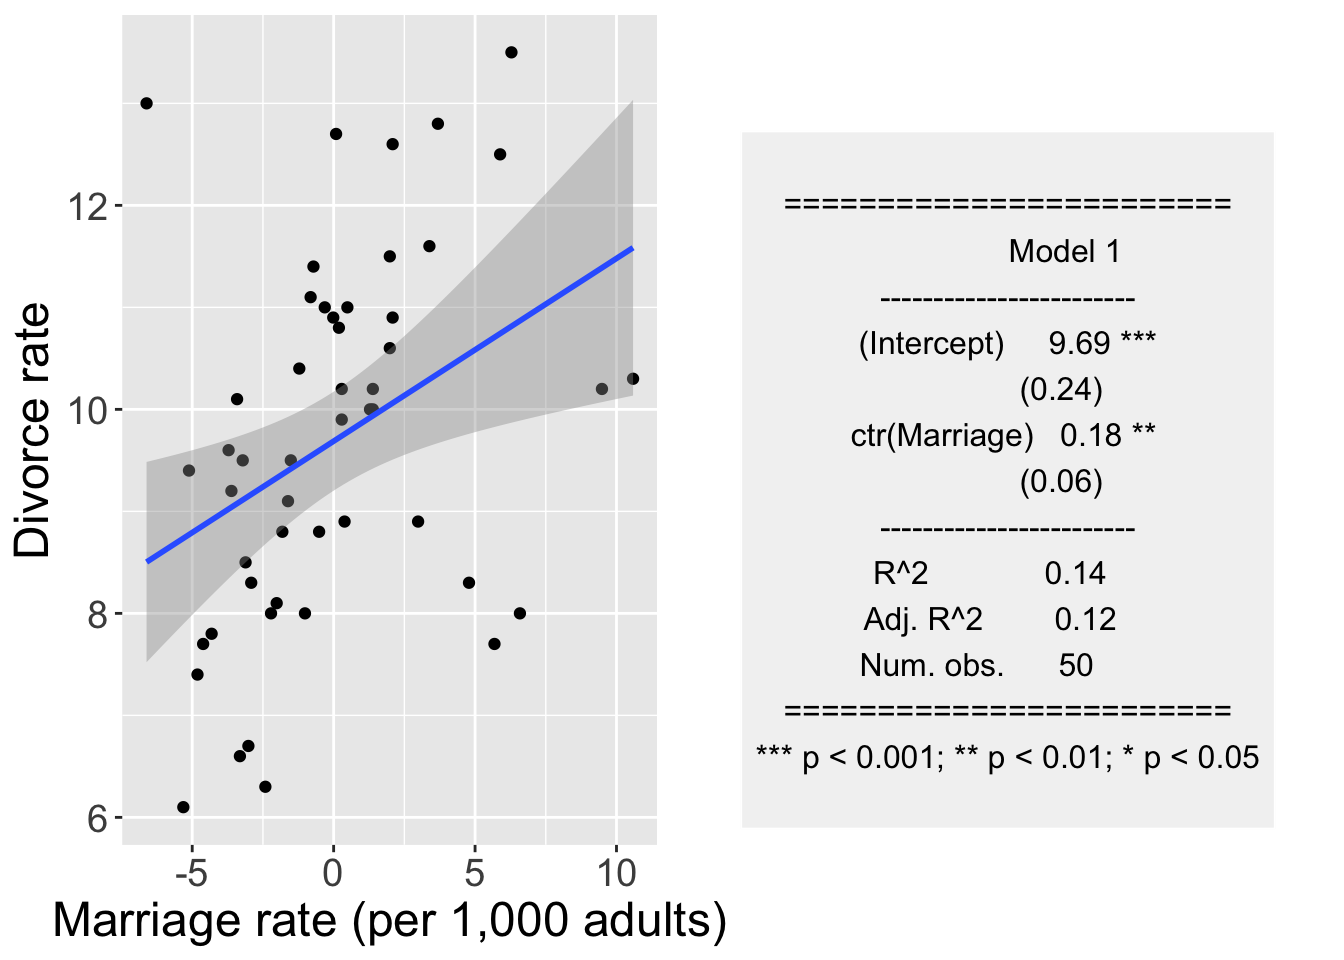 Divorce rate
12
10
8
6
-5 0 5 10
Marriage rate (per 1,000 adults)
========================
Model 1
------------------------
(Intercept) 9.69 ***
(0.24)
ctr(Marriage) 0.18 **
(0.06)
------------------------
R^2 0.14
Adj. R^2 0.12
Num. obs. 50
========================
*** p < 0.001; ** p < 0.01; * p < 0.05